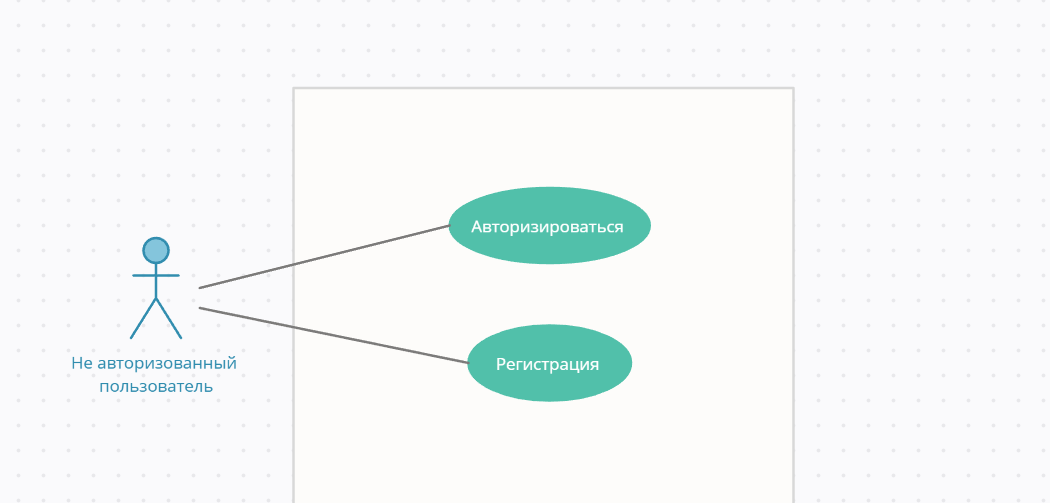 Авторизироваться
Не авторизованный
пользователь
Регистрация